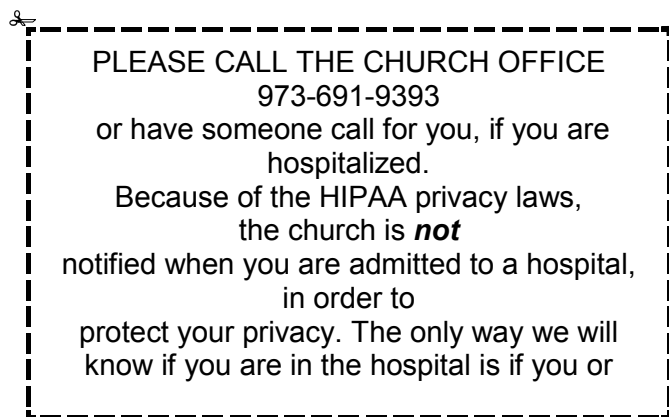 PLEASE CALL THE CHURCH OFFICE
973-691-9393
or have someone call for you, if you are
hospitalized.
Because of the HIPAA privacy laws,
the church is not
notified when you are admitted to a hospital,
in order to
protect your privacy. The only way we will
know if you are in the hospital is if you or